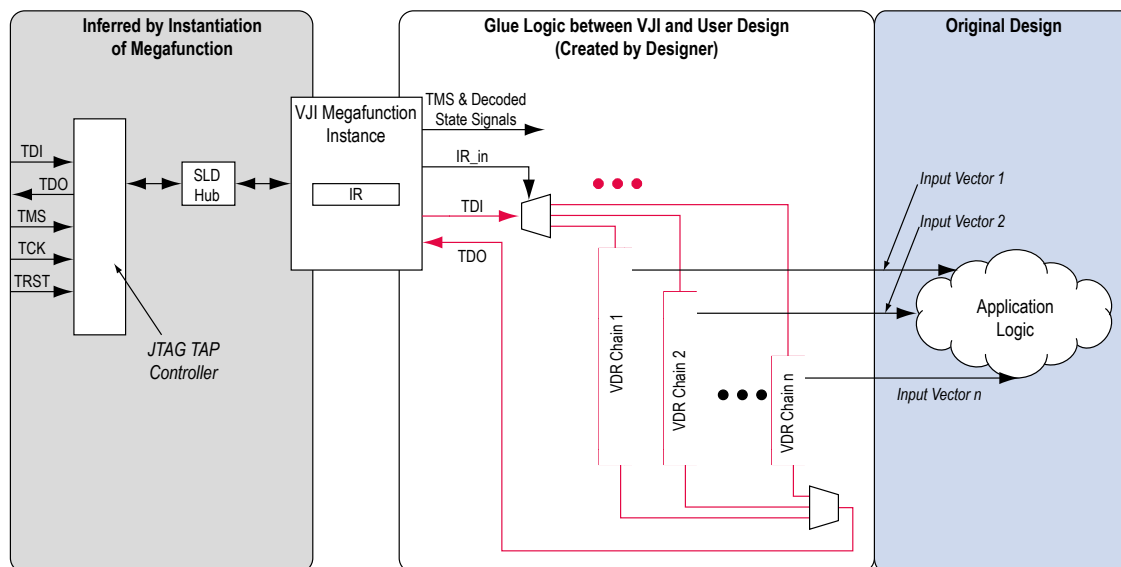 Inferred by Instantiation
of Megafunction
Glue Logic between VJI and User Design
(Created by Designer)
Original Design
TDI
TDO
TMS
TCK
TRST
SLD
Hub
JTAG TAP
Controller
VJI Megafunction
Instance
IR
TMS & Decoded
State Signals
IR_in
TDI
TDO
VDR Chain 1
VDR Chain 2
VDR Chain n
Input Vector 1
Input Vector 2
Application
Logic
Input Vector n